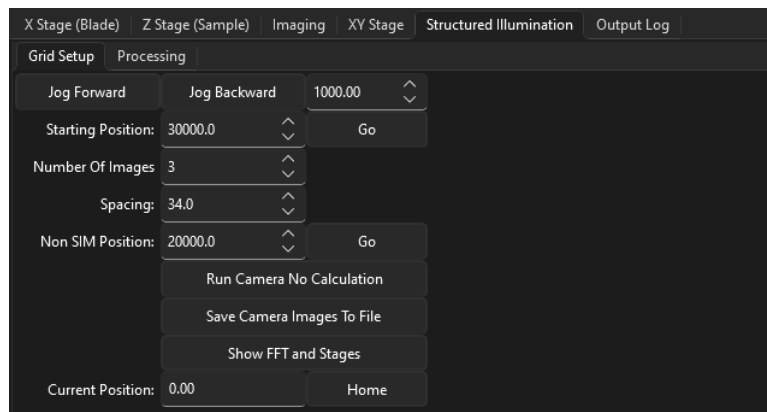 X Stage (Blade) Z Stage (Sample) Imaging XY Stage Structured Illumination Output Log
Grid Setup Processing
Jog Forward Jog Backward 1000.00
Starting Position: 30000.0 Go
Number Of Images 3
Spacing: 34.0
Non SIM Position: 20000.0 Go
Run Camera No Calculation
Save Camera Images To File
Show FFT and Stages
Current Position: 0.00 Home